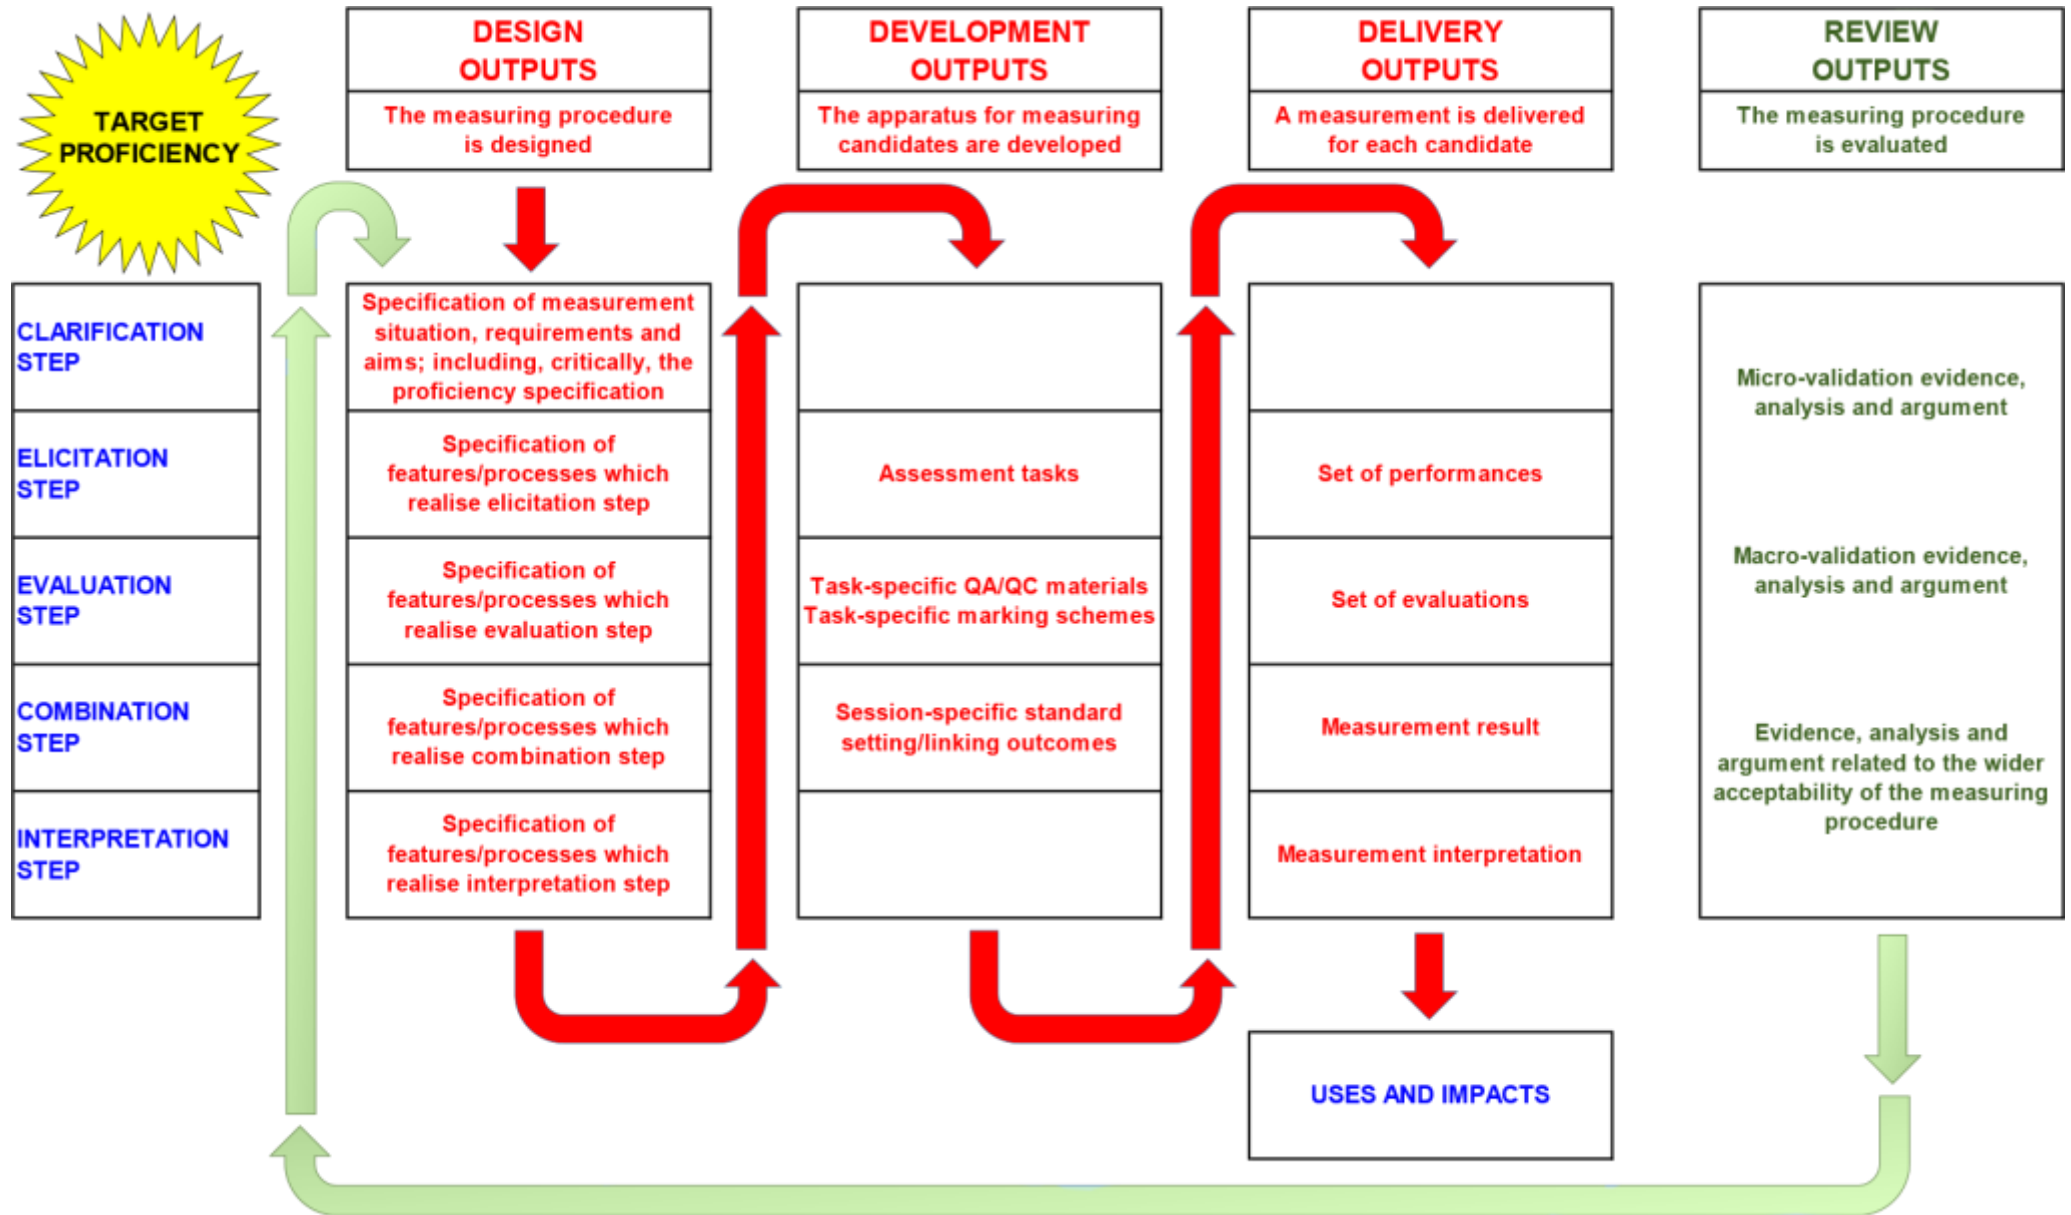 TARGET
PROFICIENCY
DESIGN
OUTPUTS
The measuring procedure
is designed
DEVELOPMENT
OUTPUTS
The apparatus for measuring
candidates are developed
DELIVERY
OUTPUTS
A measurement is delivered
for each candidate
REVIEW
OUTPUTS
The measuring procedure
is evaluated
CLARIFICATION
STEP
Specification of measurement
situation, requirements and
aims; including, critically, the
proficiency specification
ELICITATION
STEP
Specification of
features/processes which
realise elicitation step
Assessment tasks
Set of performances
EVALUATION
STEP
Specification of
features/processes which
realise evaluation step
Task-specific QA/QC materials
Task-specific marking schemes
Set of evaluations
COMBINATION
STEP
Specification of
features/processes which
realise combination step
Session-specific standard
setting/linking outcomes
Measurement result
INTERPRETATION
STEP
Specification of
features/processes which
realise interpretation step
Measurement interpretation
Micro-validation evidence,
analysis and argument
Macro-validation evidence,
analysis and argument
Evidence, analysis and
argument related to the wider
acceptability of the measuring
procedure
USES AND IMPACTS